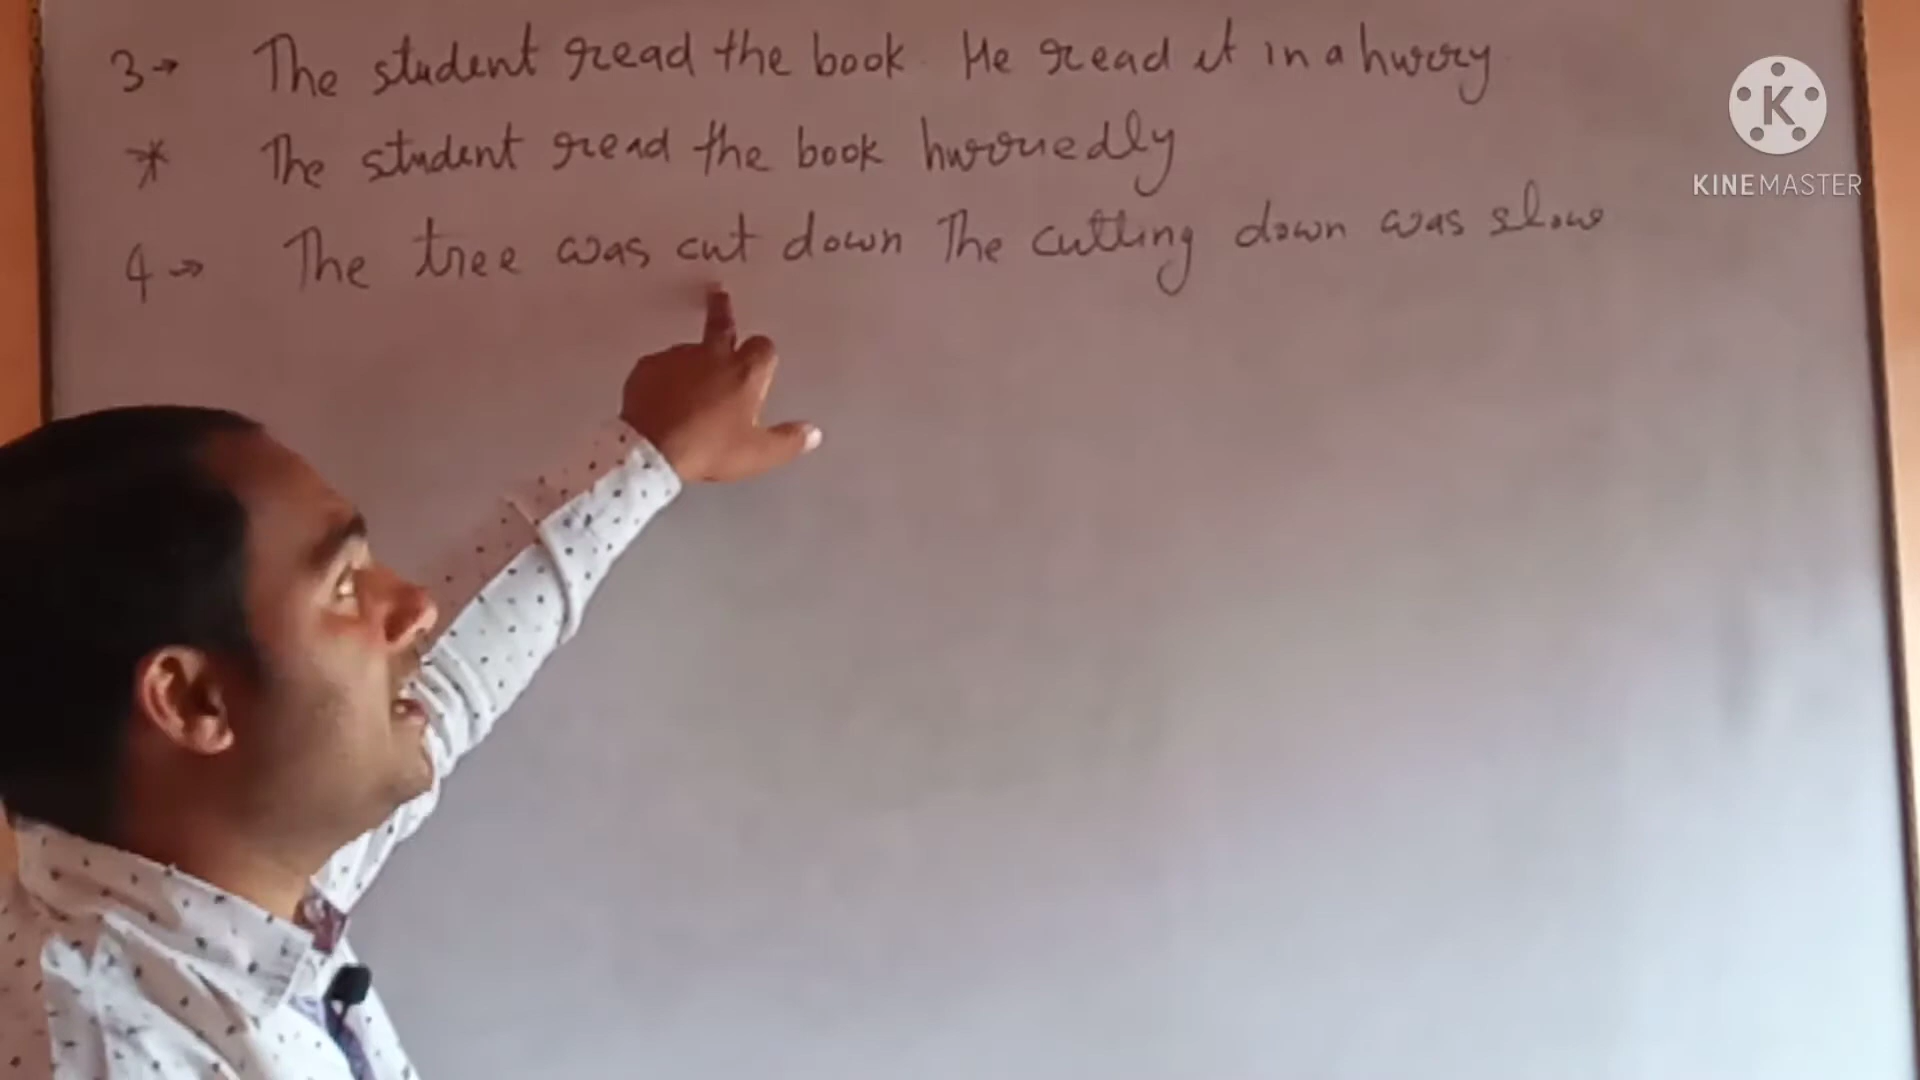 3→ The student read the book. He read it in a hurry
* The student read the book hurriedly
4→ The tree was cut down The cutting down was slow
K
KINEMASTER